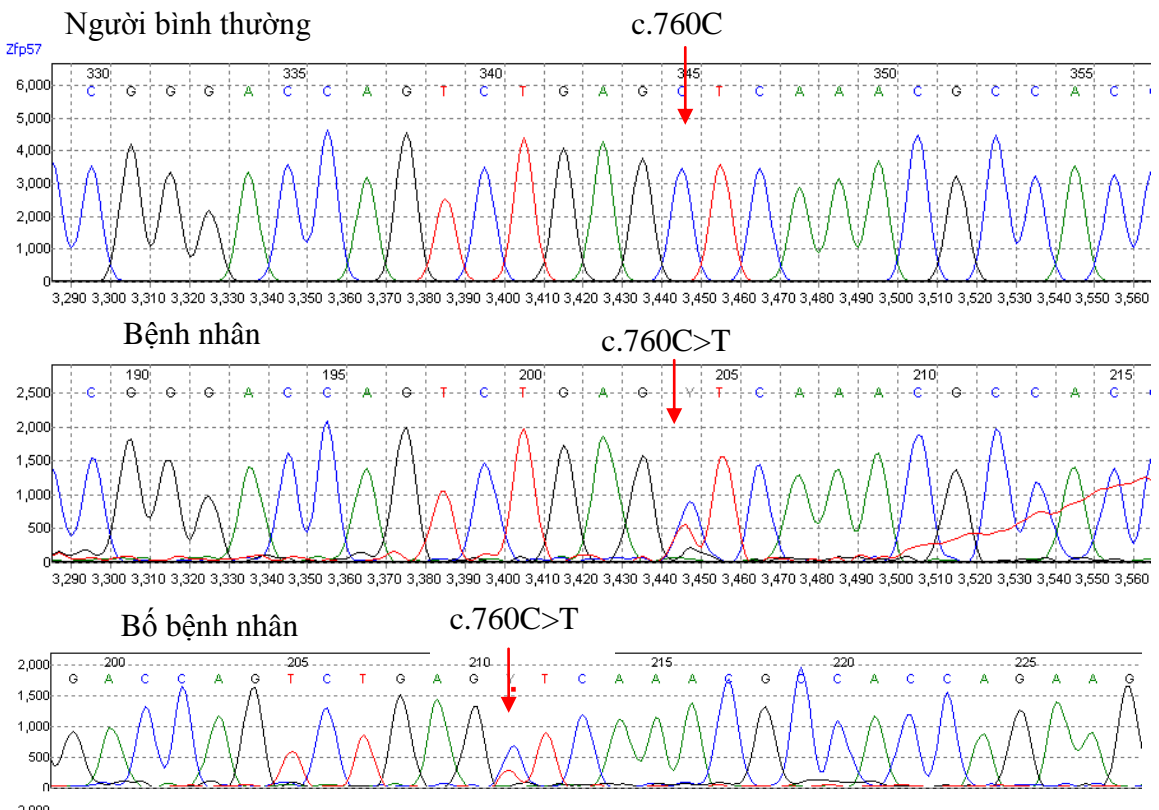 Người bình thường
c.760C
Zfp57
330 335 340 345 350 355
C G G G A C C A G T C T G A G C T C A A A C G C C A C
6,000
5,000
4,000
3,000
2,000
1,000
0
3,290 3,300 3,310 3,320 3,330 3,340 3,350 3,360 3,370 3,380 3,390 3,400 3,410 3,420 3,430 3,440 3,450 3,460 3,470 3,480 3,490 3,500 3,510 3,520 3,530 3,540 3,550 3,560
Bệnh nhân
c.760C>T
190 195 200 205 210 215
C G G G A C C A G T C T G A G Y T C A A A C G C C A C
2,500
2,000
1,500
1,000
500
0
3,290 3,300 3,310 3,320 3,330 3,340 3,350 3,360 3,370 3,380 3,390 3,400 3,410 3,420 3,430 3,440 3,450 3,460 3,470 3,480 3,490 3,500 3,510 3,520 3,530 3,540 3,550 3,560
Bố bệnh nhân
c.760C>T
200 205 210 215 220 225
G A C C A G T C T G A G T C A A A C G C C A C C A G A A G
2,000
1,500
1,000
500
0